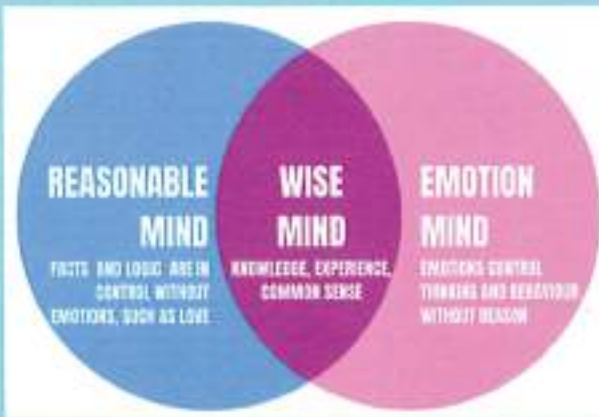 REASONABLE
MIND
FACTS AND LOGIC ARE IN
CONTROL WITHOUT
EMOTIONS, SUCH AS LOVE
WISE
MIND
KNOWLEDGE, EXPERIENCE,
COMMON SENSE
EMOTION
MIND
EMOTIONS CONTROL
THINKING AND BEHAVIOUR
WITHOUT REASON